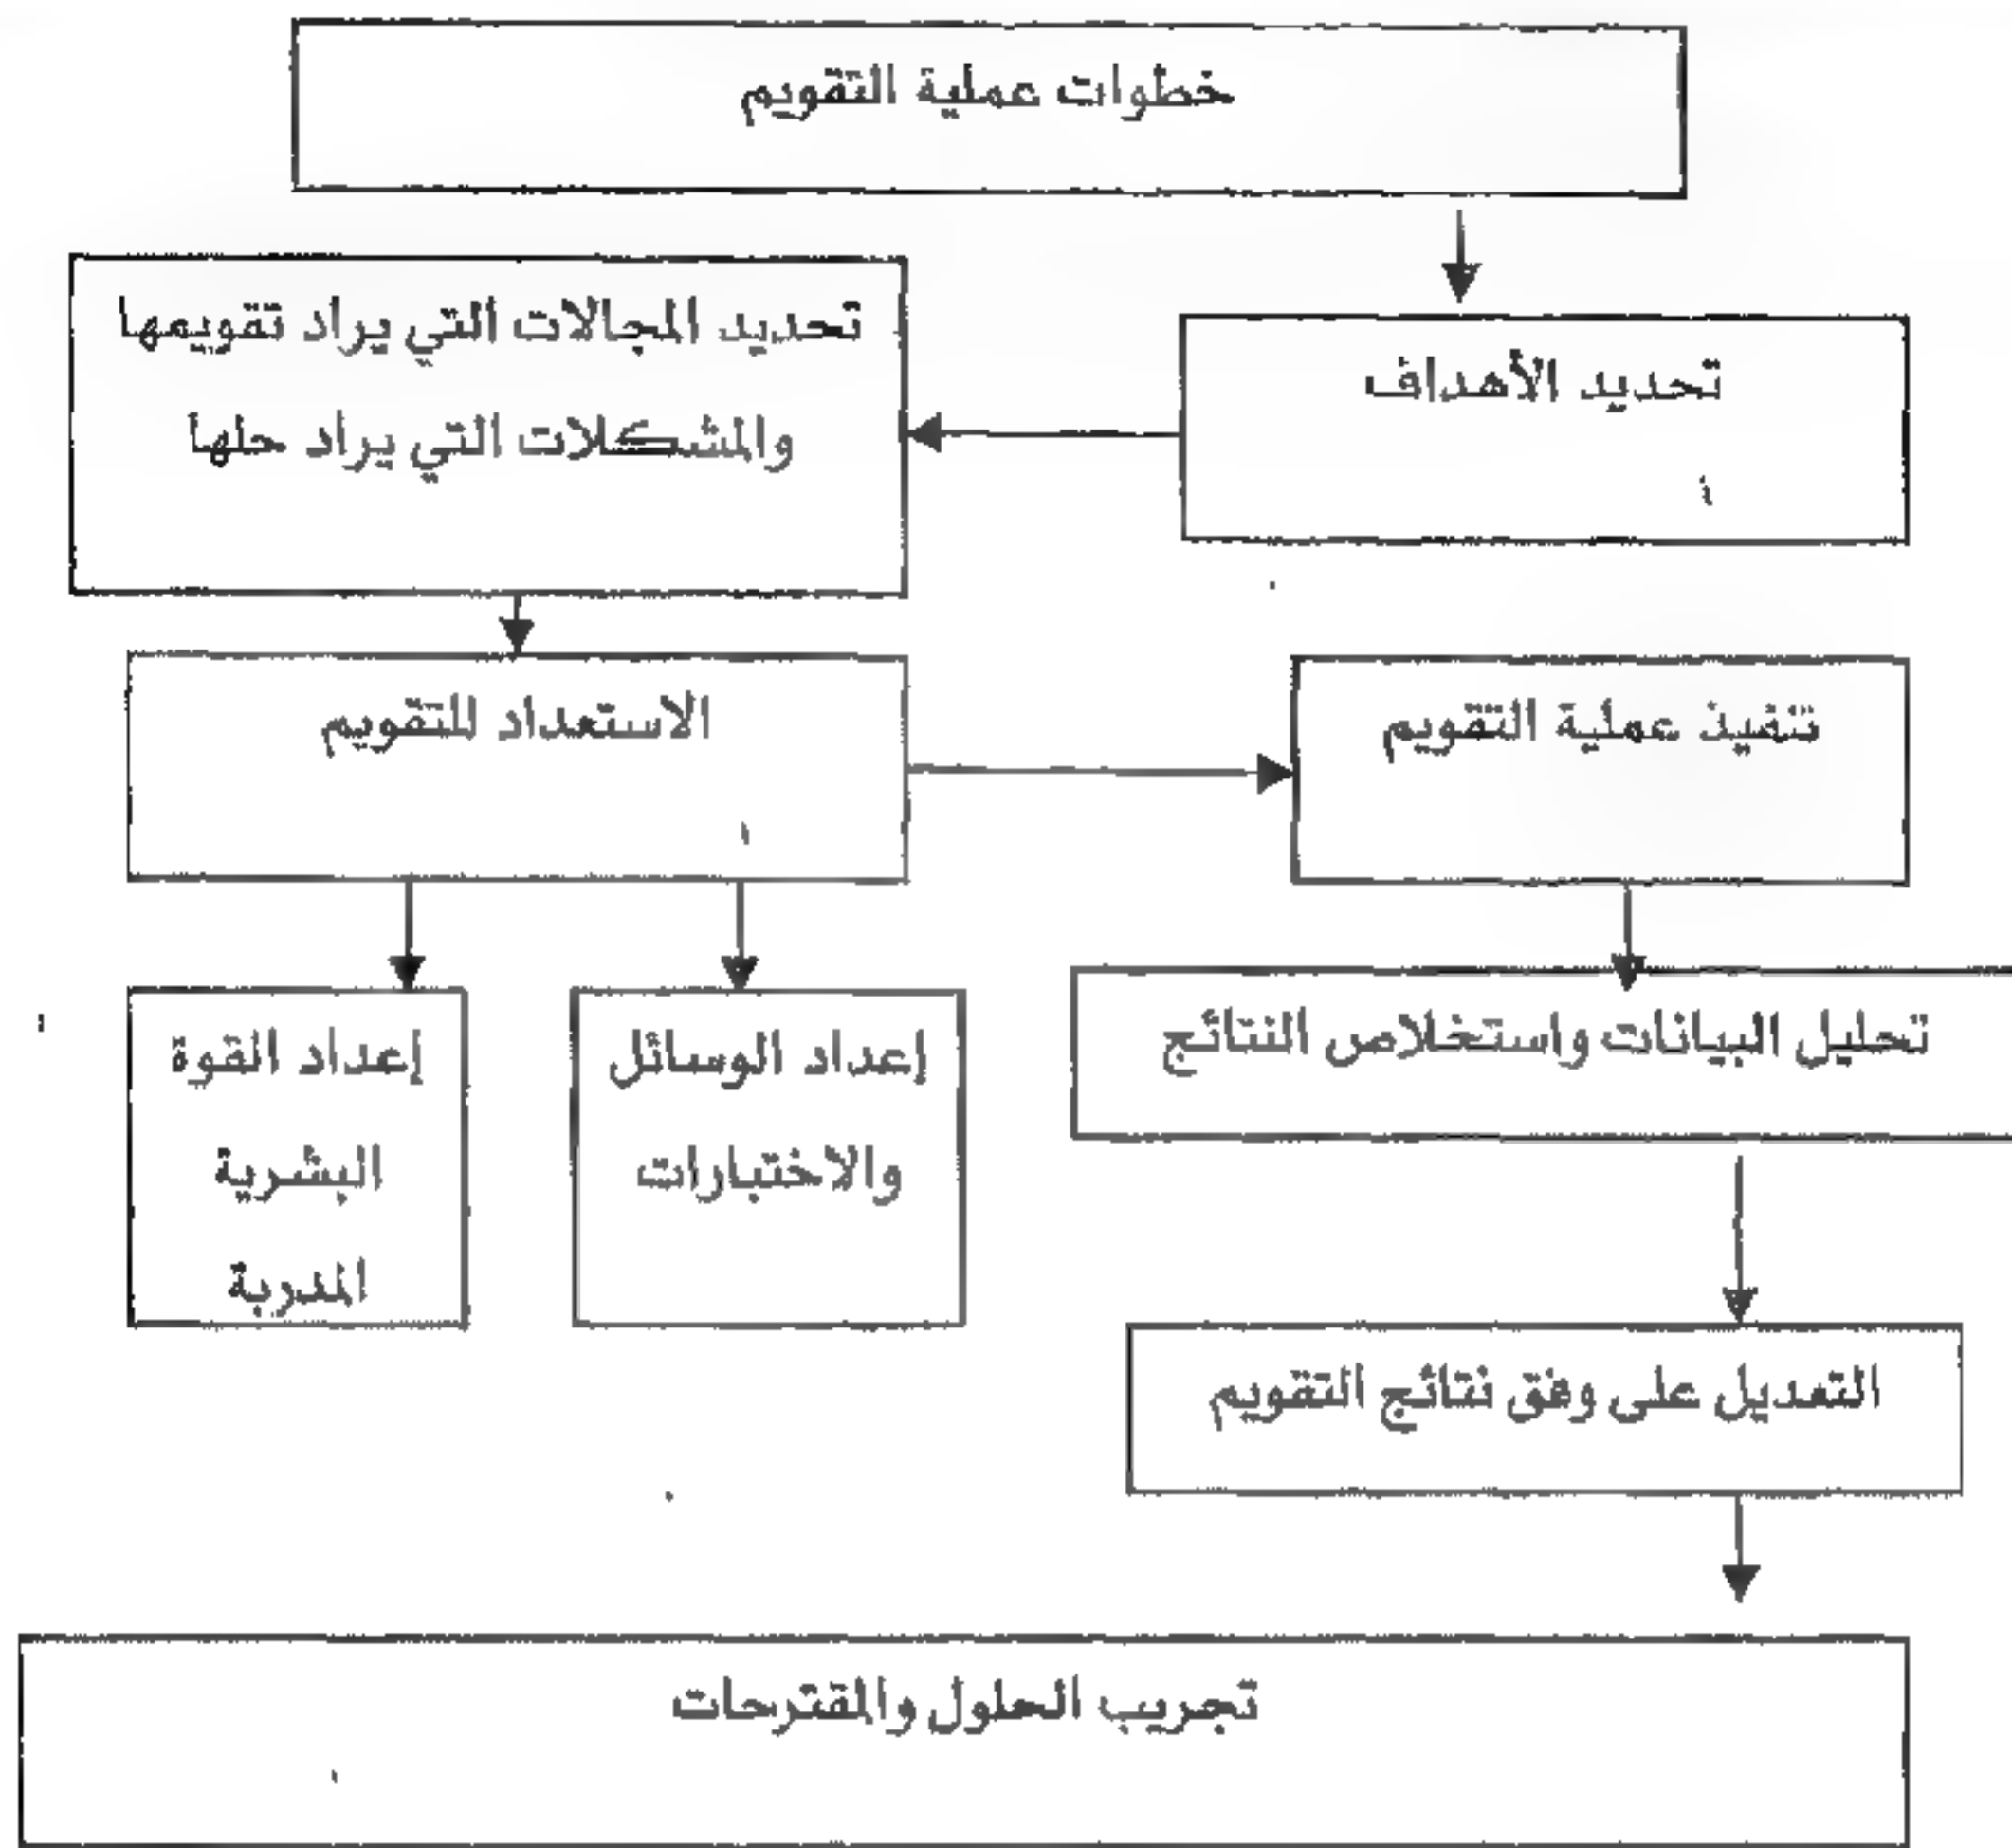 خطوات عملية التقويم
تحديد الأهداف
تحديد المجالات التي يراد تقويمها
والمشكلات التي يراد حلها
الاستعداد للتقويم
تنفيذ عملية التقويم
إعداد الوسائل
والاختبارات
إعداد القوة
البشرية
المدربة
تحليل البيانات واستخلاص النتائج
التعديل على وفق نتائج التقويم
تجريب الحلول والمقترحات